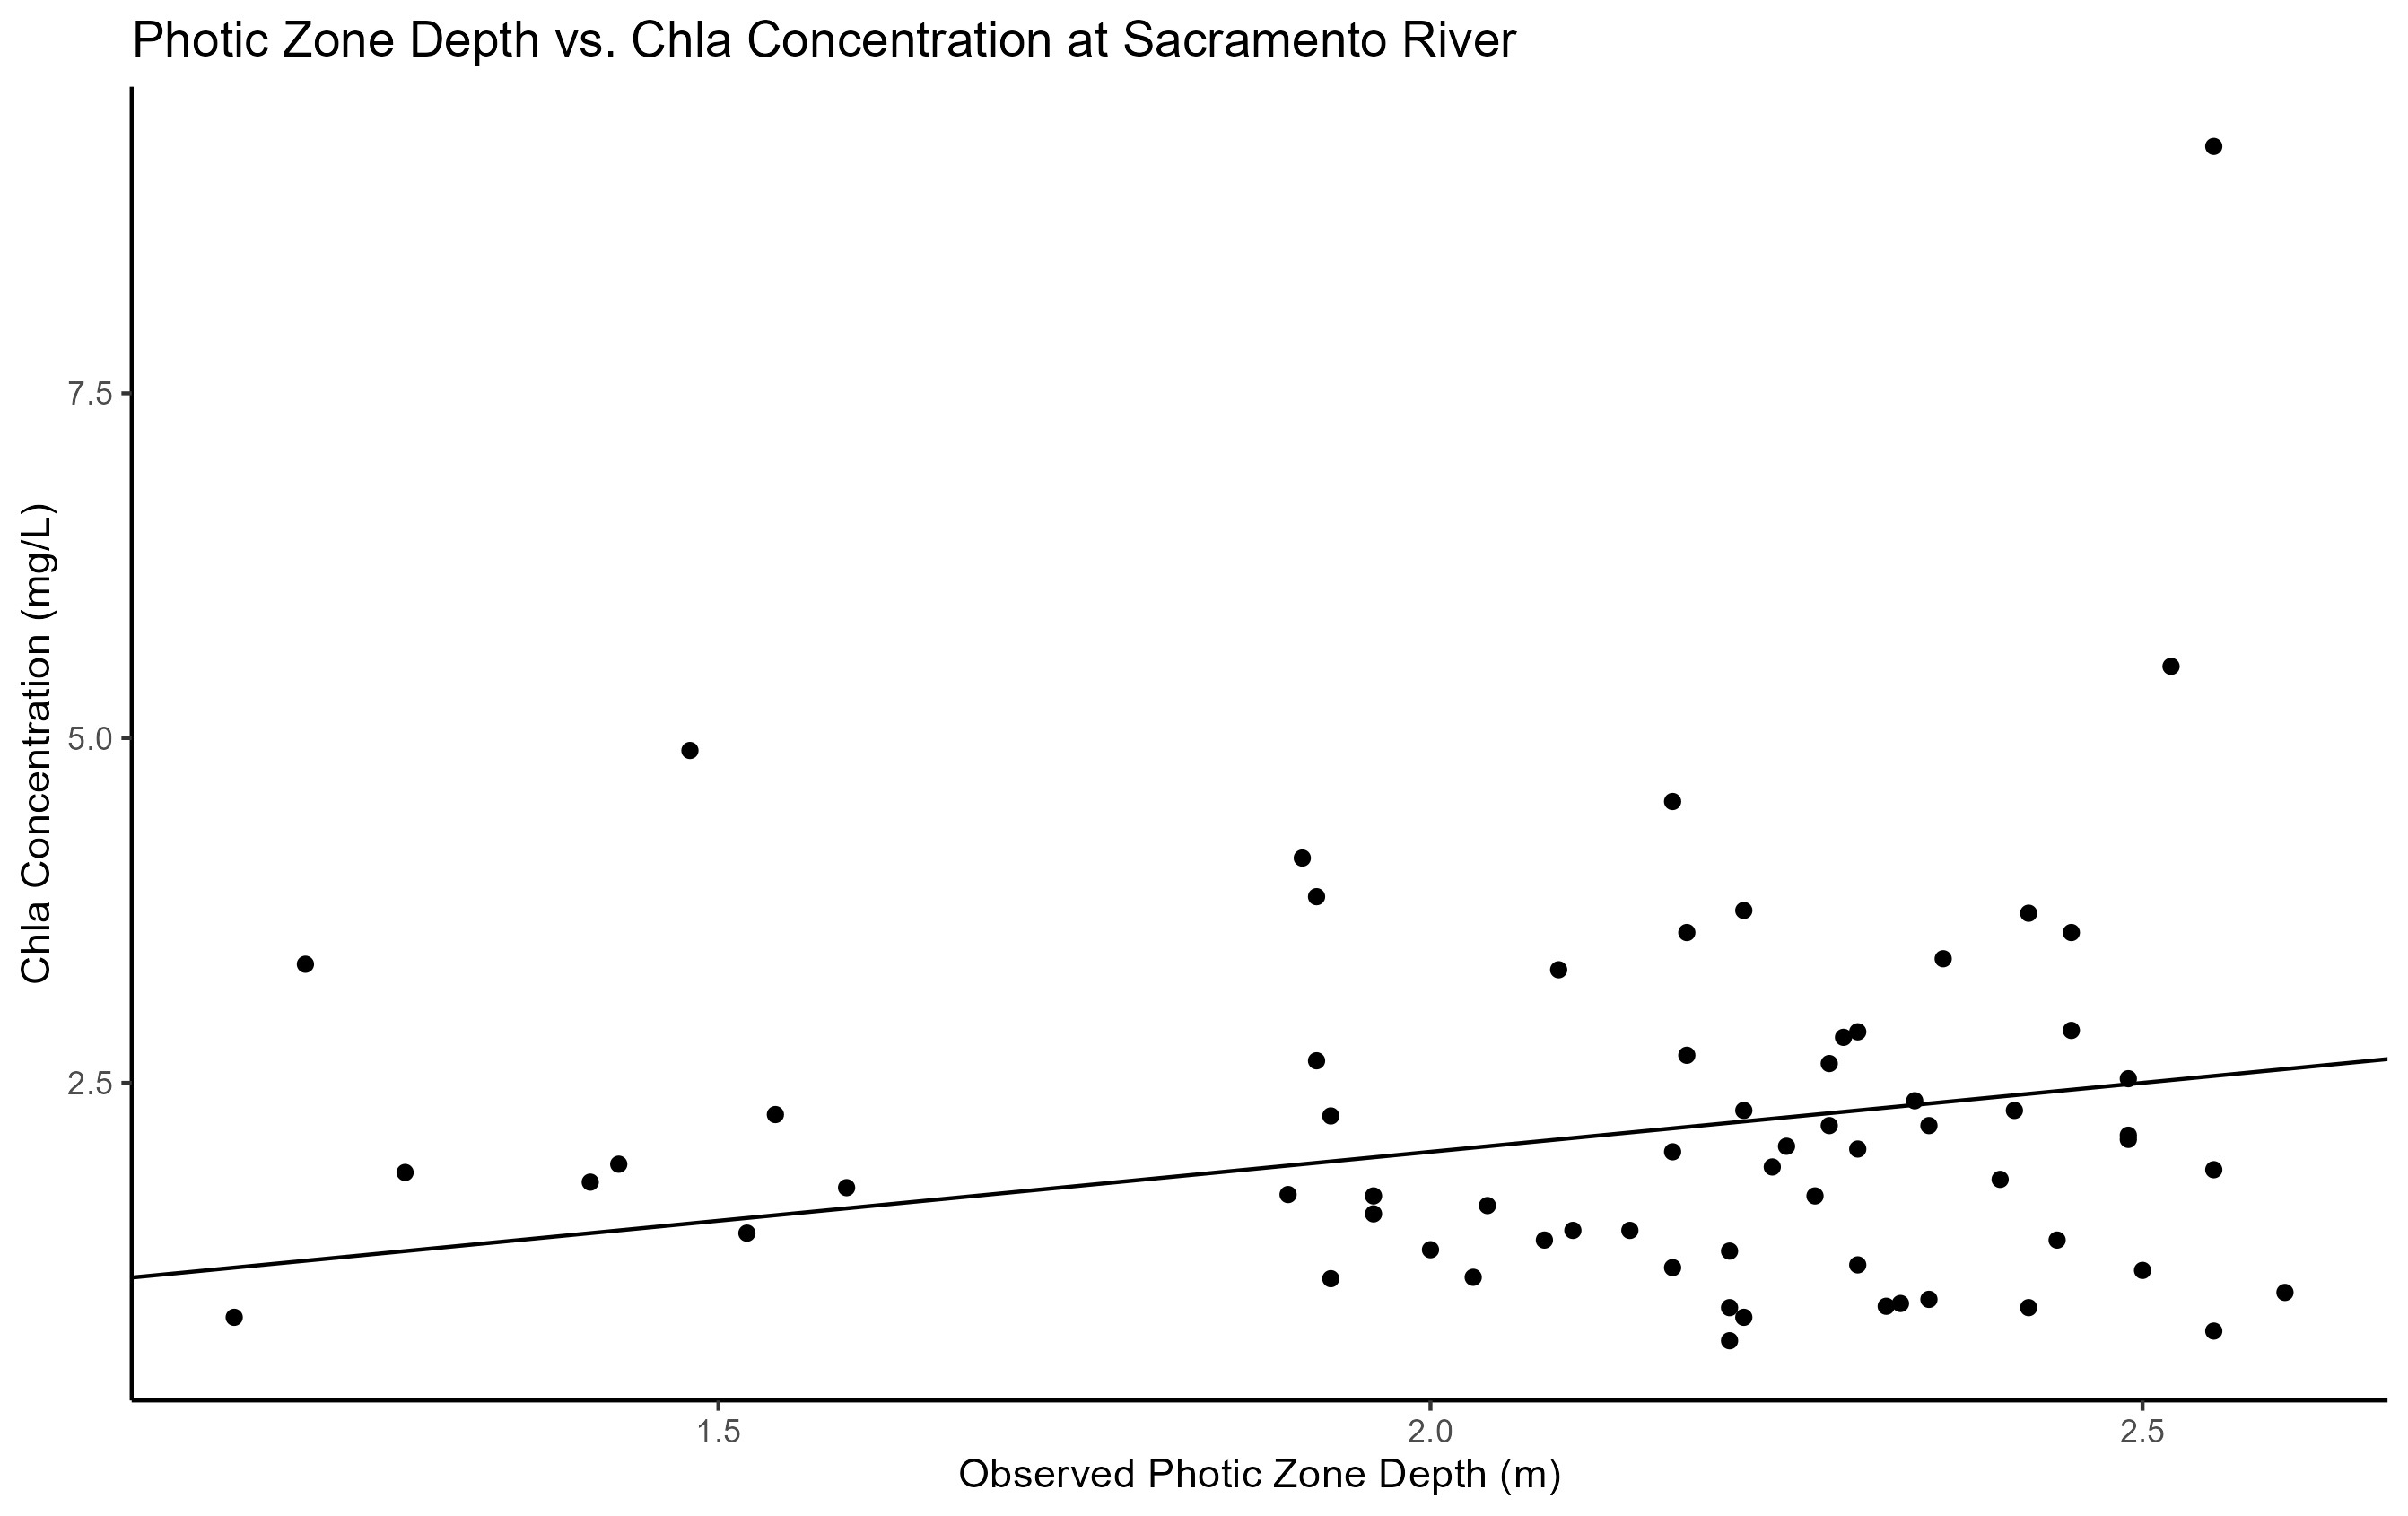 Photic Zone Depth vs. Chla Concentration at Sacramento River
Chla Concentration (mg/L)
7.5
5.0
2.5
1.5
2.0
2.5
Observed Photic Zone Depth (m)